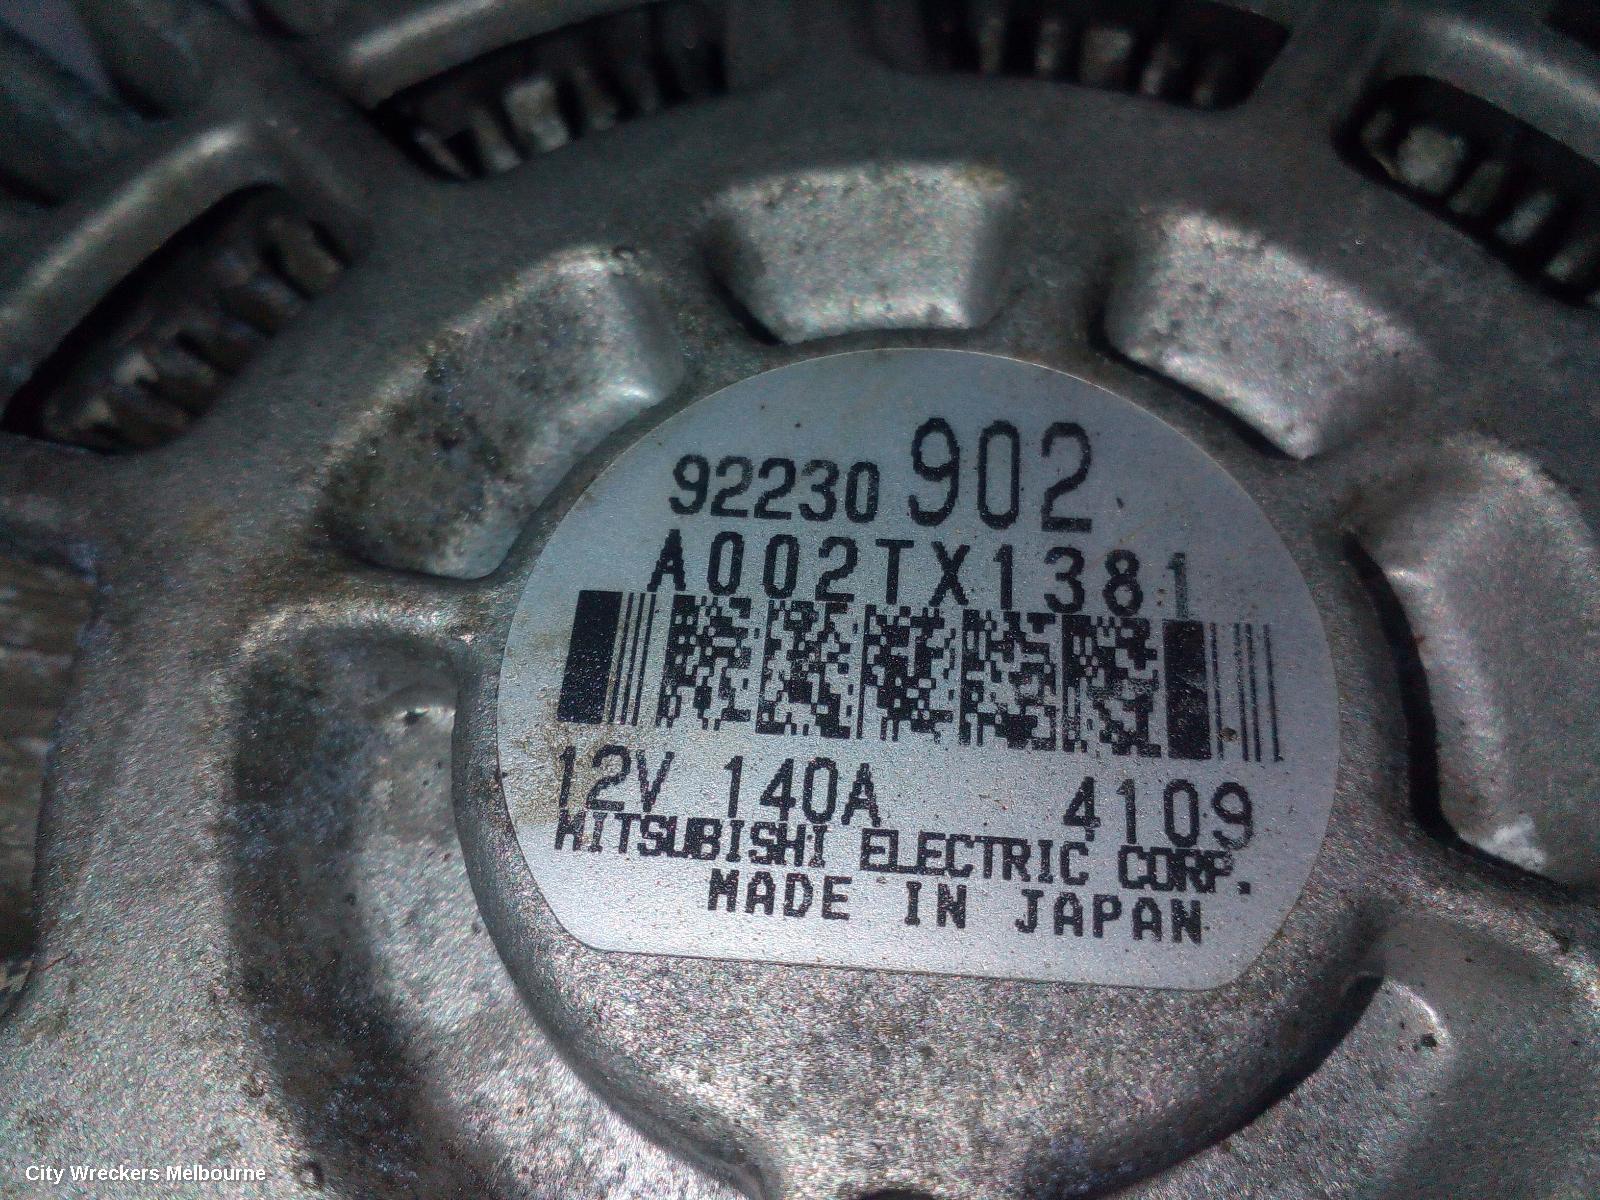 92230 902
A002TX1381
12V 140A 4109
MITSUBISHI ELECTRIC CORP.
MADE IN JAPAN
City Wreckers Melbourne